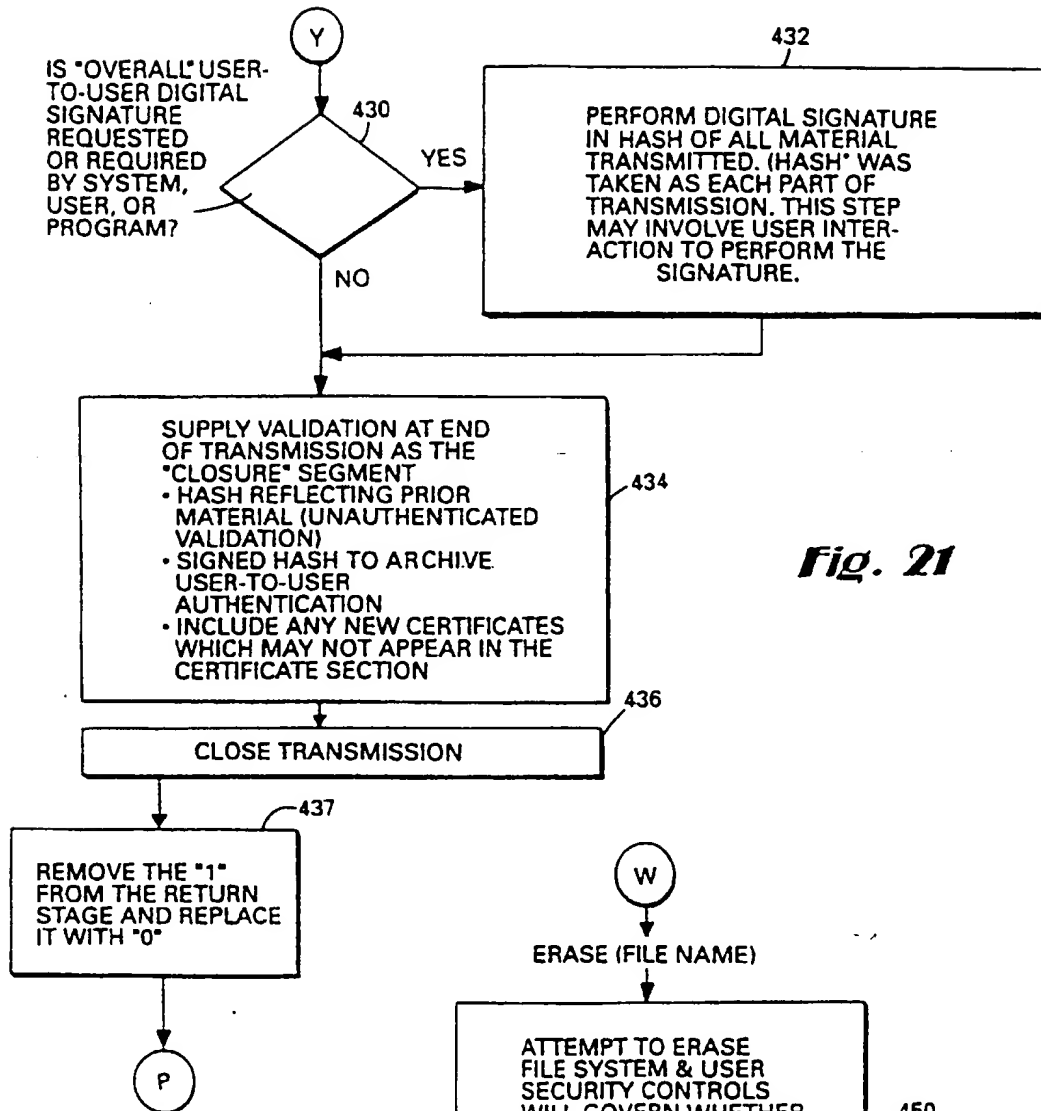 Y
IS "OVERALL" USER-
TO-USER DIGITAL
SIGNATURE
REQUESTED
OR REQUIRED
BY SYSTEM,
USER, OR
PROGRAM?
430
YES
NO
432
PERFORM DIGITAL SIGNATURE
IN HASH OF ALL MATERIAL
TRANSMITTED. (HASH" WAS
TAKEN AS EACH PART OF
TRANSMISSION. THIS STEP
MAY INVOLVE USER INTER-
ACTION TO PERFORM THE
SIGNATURE.
SUPPLY VALIDATION AT END
OF TRANSMISSION AS THE
"CLOSURE" SEGMENT
• HASH REFLECTING PRIOR
MATERIAL (UNAUTHENTICATED
VALIDATION)
• SIGNED HASH TO ARCHIVE
USER-TO-USER
AUTHENTICATION
• INCLUDE ANY NEW CERTIFICATES
WHICH MAY NOT APPEAR IN THE
CERTIFICATE SECTION
434
Fig. 21
436
CLOSE TRANSMISSION
437
REMOVE THE "1"
FROM THE RETURN
STAGE AND REPLACE
IT WITH "0"
P
W
ERASE (FILE NAME)
ATTEMPT TO ERASE
FILE SYSTEM & USER
SECURITY CONTROLS
WILL GOVERN WHETHER
450